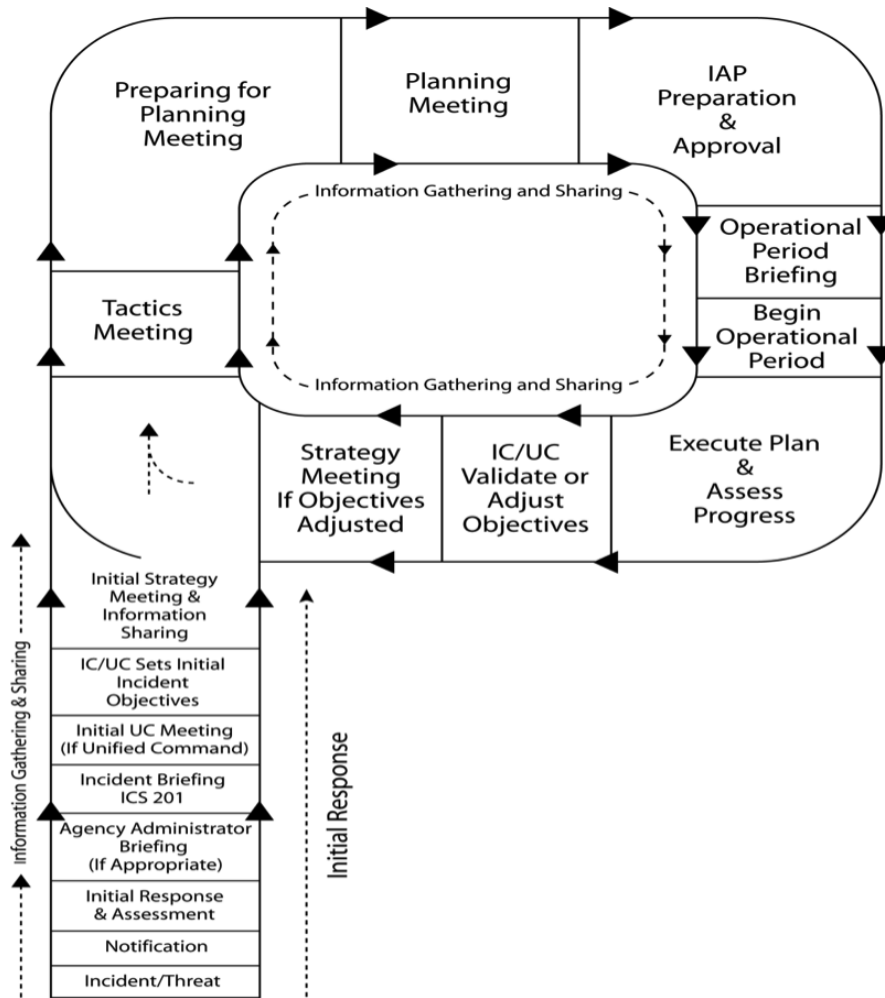 Preparing for
Planning
Meeting
Planning
Meeting
IAP
Preparation
&
Approval
Information Gathering and Sharing
Operational
Period
Briefing
Tactics
Meeting
Begin
Operational
Period
Information Gathering and Sharing
Strategy
Meeting
If Objectives
Adjusted
IC/UC
Validate or
Adjust
Objectives
Execute Plan
&
Assess
Progress
Initial Strategy
Meeting &
Information
Sharing
IC/UC Sets Initial
Incident
Objectives
Initial UC Meeting
(If Unified Command)
Incident Briefing
ICS 201
Agency Administrator
Briefing
(If Appropriate)
Initial Response
& Assessment
Notification
Incident/Threat
Information Gathering & Sharing
Initial Response